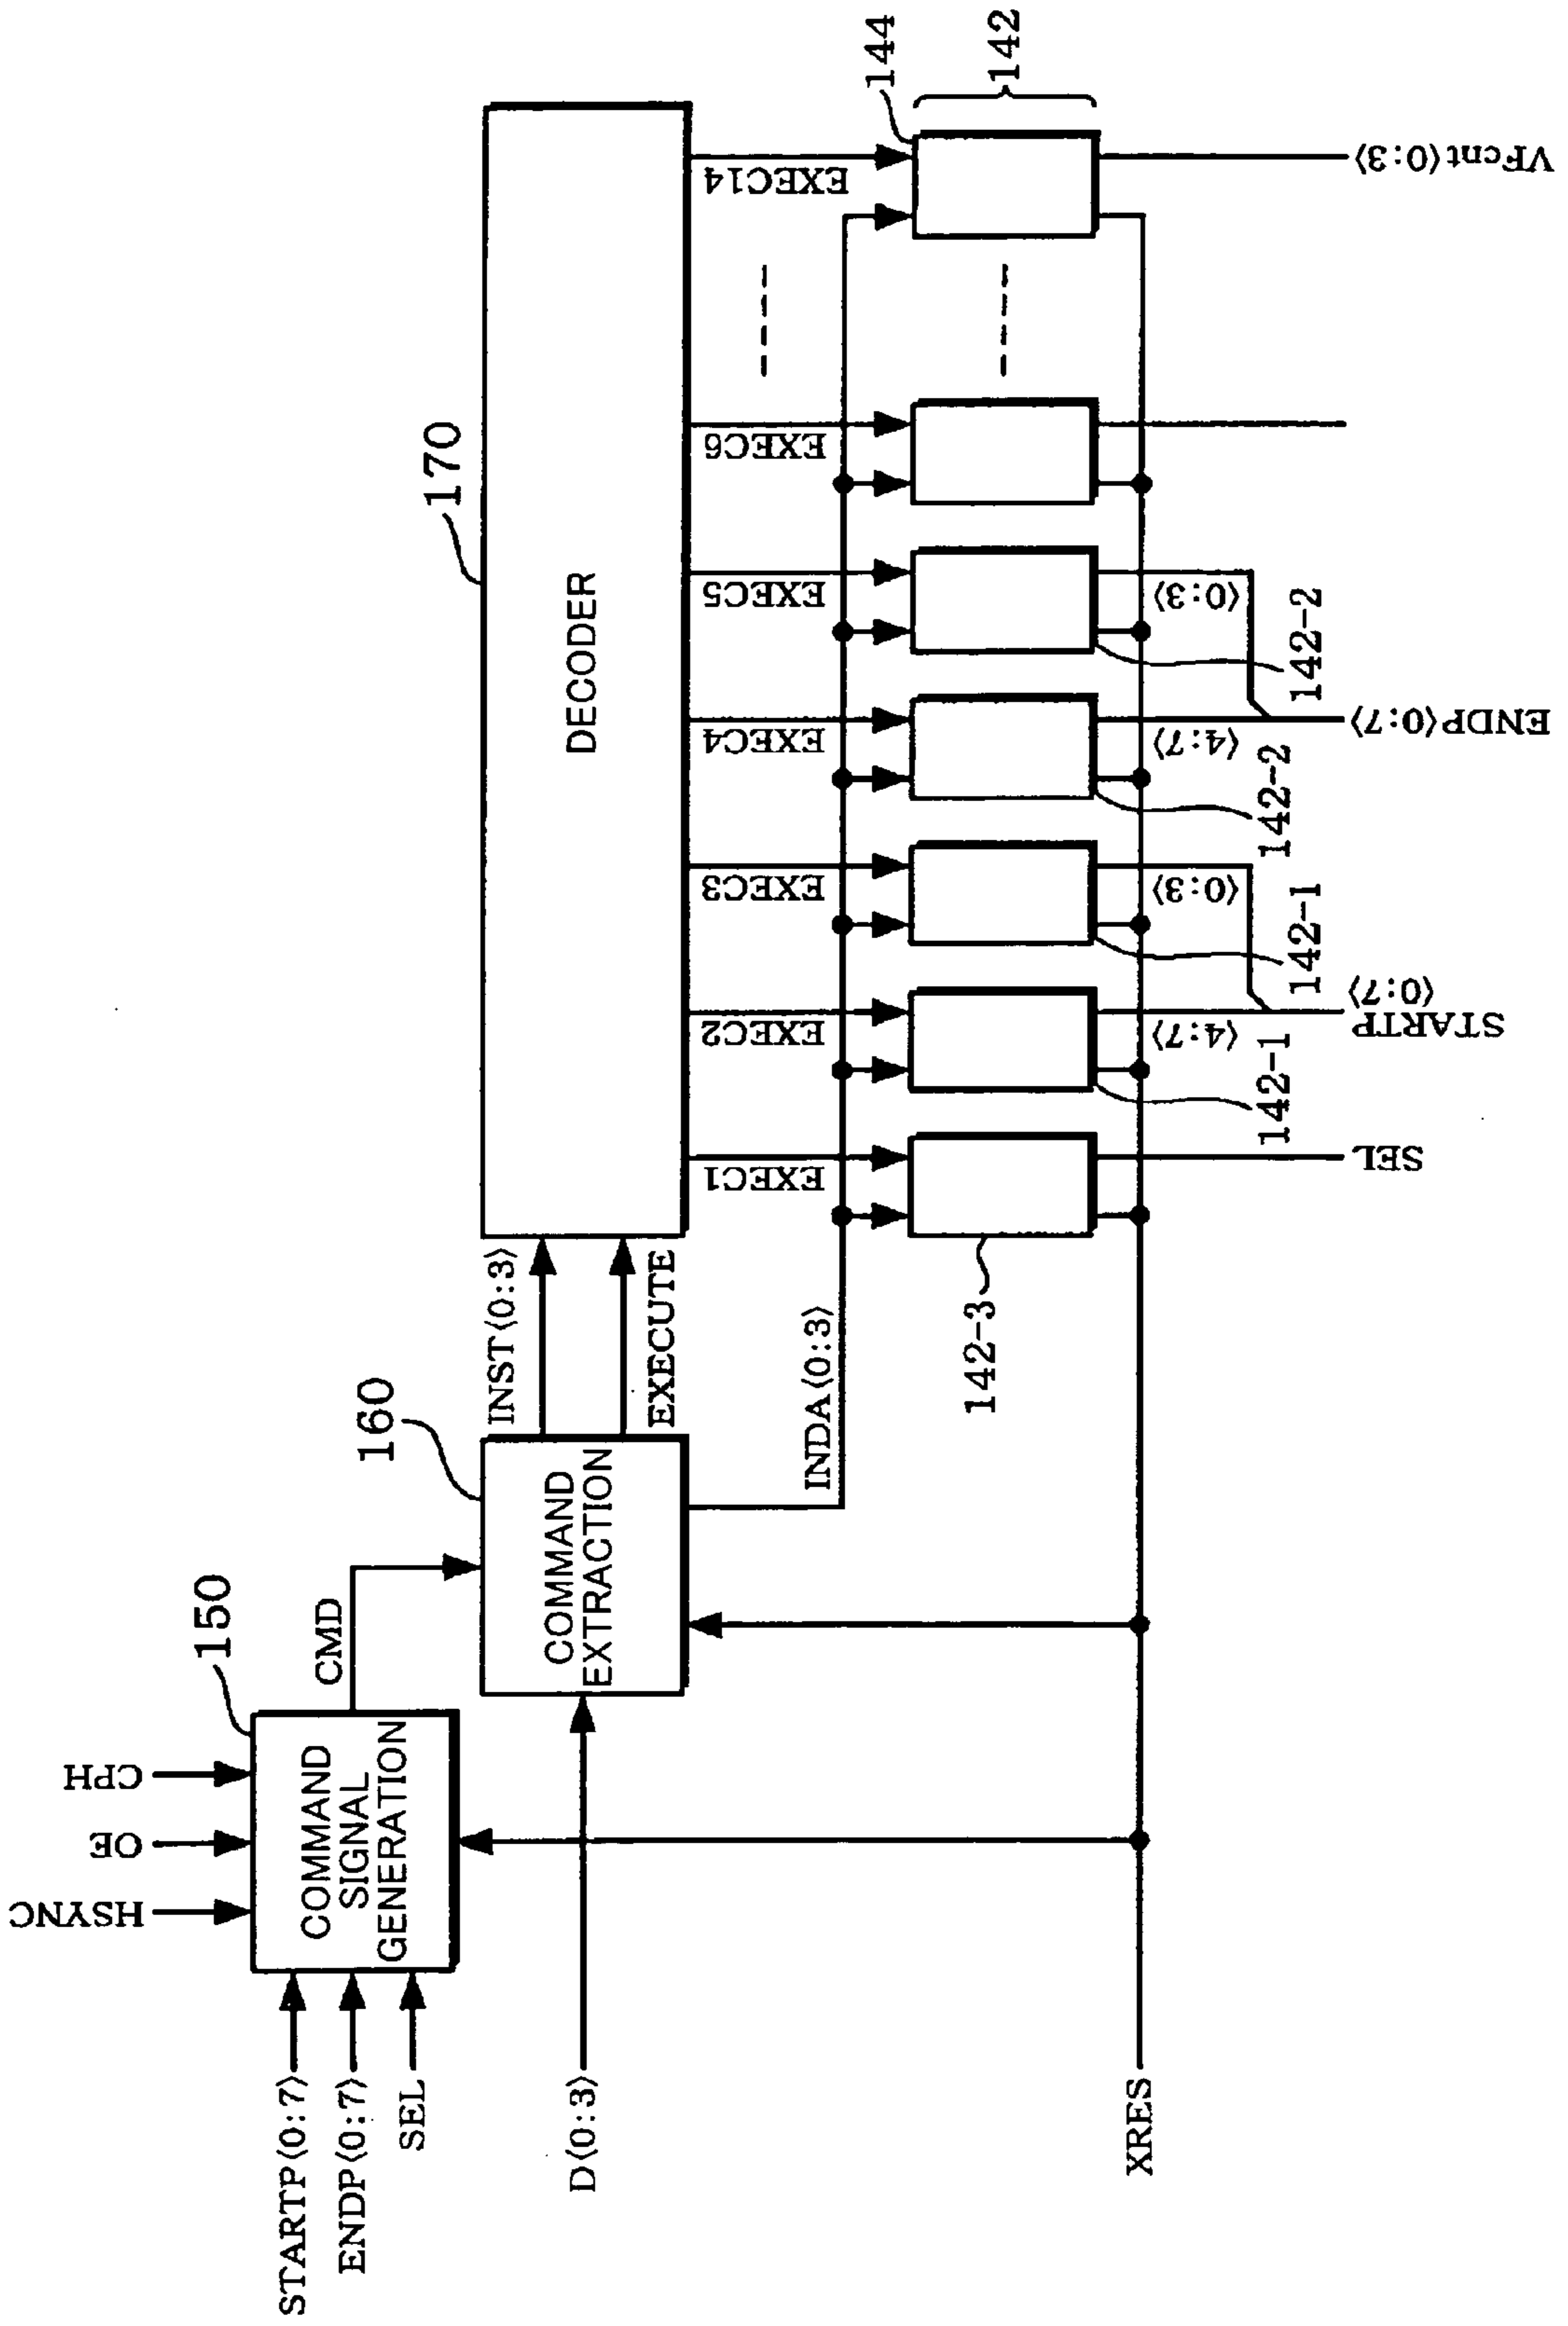 HSYNC
OE
CPH
STARTP⟨0:7⟩
ENDP⟨0:7⟩
SEL
COMMAND
SIGNAL
GENERATION
150
CMD
D⟨0:3⟩
COMMAND
EXTRACTION
160
INST⟨0:3⟩
EXECUTE
INDA⟨0:3⟩
DECODER
170
EXEC1
EXEC2
EXEC3
EXEC4
EXEC5
EXEC6
EXEC14
144
142
142-3
142-1
142-1
142-2
142-2
⟨4:7⟩
⟨0:3⟩
⟨4:7⟩
⟨0:3⟩
XRES
SEL
STARTP
⟨0:7⟩
ENDP⟨0:7⟩
VFcnt⟨0:3⟩